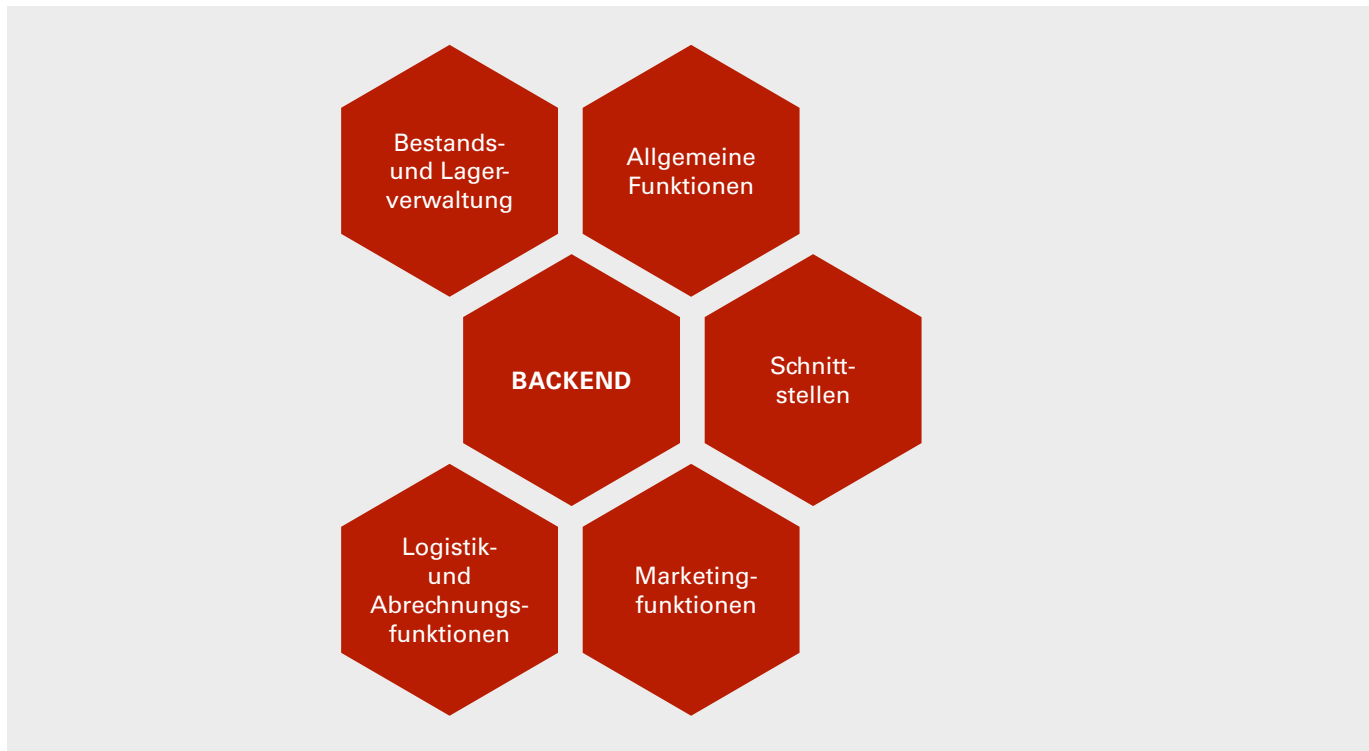 Bestands-
und Lager-
verwaltung
Allgemeine
Funktionen
BACKEND
Schnitt-
stellen
Logistik-
und
Abrechnungs-
funktionen
Marketing-
funktionen